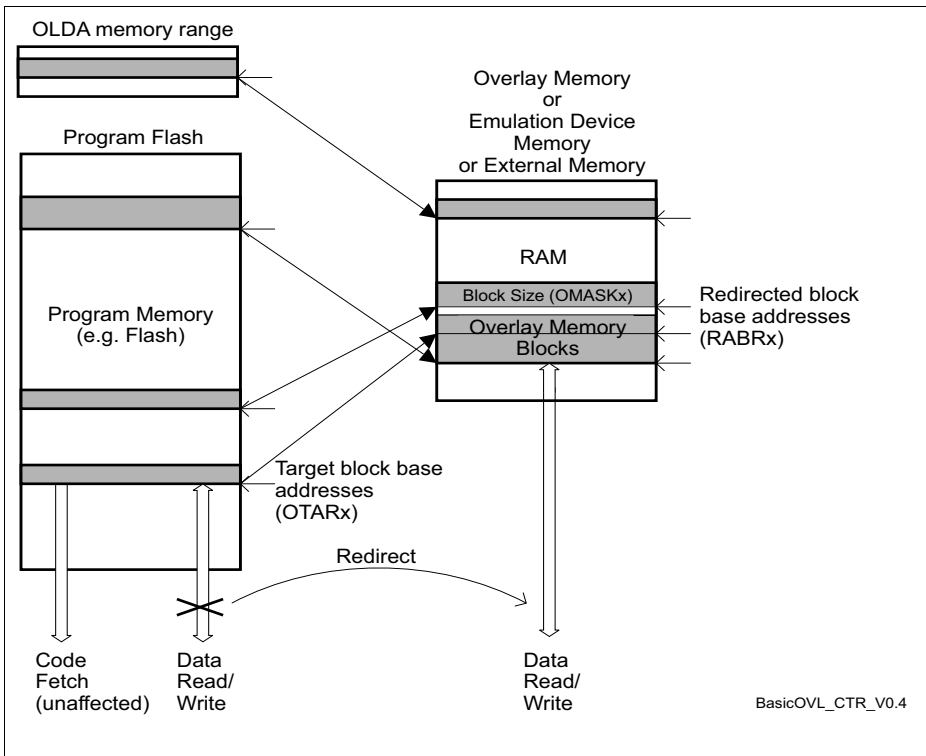 OLDA memory range
Program Flash
Program Memory
(e.g. Flash)
Overlay Memory
or
Emulation Device
Memory
or External Memory
RAM
Block Size (OMASKx)
Overlay Memory
Blocks
Redirected block
base addresses
(RABRx)
Target block base
addresses
(OTARx)
Redirect
Code
Fetch
(unaffected)
Data
Read/
Write
Data
Read/
Write
BasicOVL_CTR_V0.4